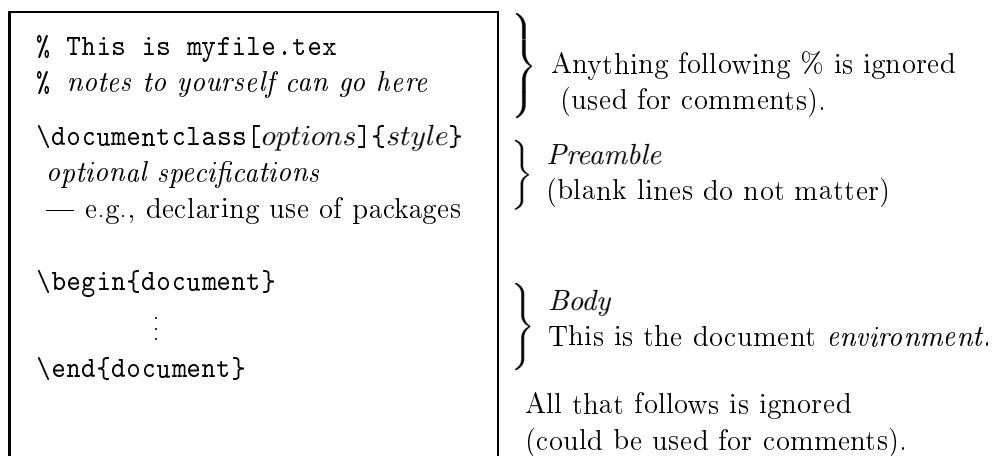 % This is myfile.tex
% notes to yourself can go here
Anything following % is ignored
(used for comments).
\documentclass[options]{style}
optional specifications
— e.g., declaring use of packages
Preamble
(blank lines do not matter)
\begin{document}
⋮
\end{document}
Body
This is the document environment.
All that follows is ignored
(could be used for comments).